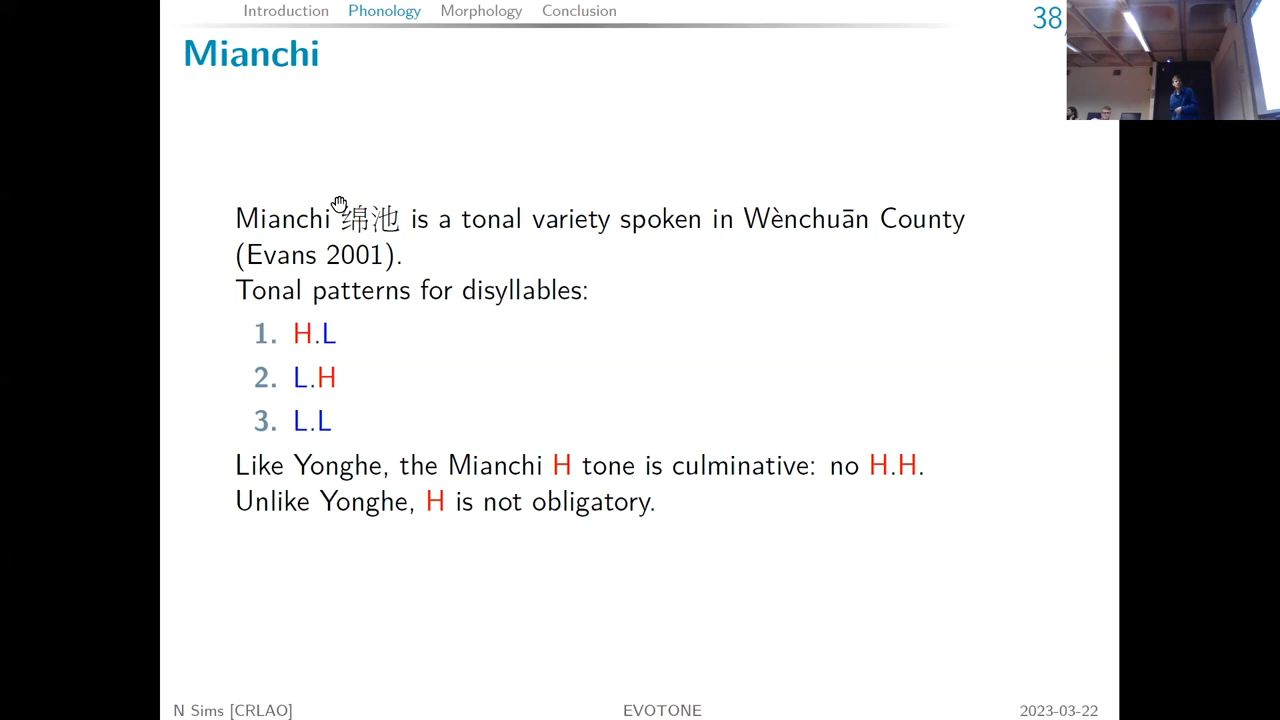 Introduction Phonology Morphology Conclusion
38
Mianchi
Mianchi 绵池 is a tonal variety spoken in Wènchuān County
(Evans 2001).
Tonal patterns for disyllables:
1. H.L
2. L.H
3. L.L
Like Yonghe, the Mianchi H tone is culminative: no H.H.
Unlike Yonghe, H is not obligatory.
N Sims [CRLAO] EVOTONE 2023-03-22